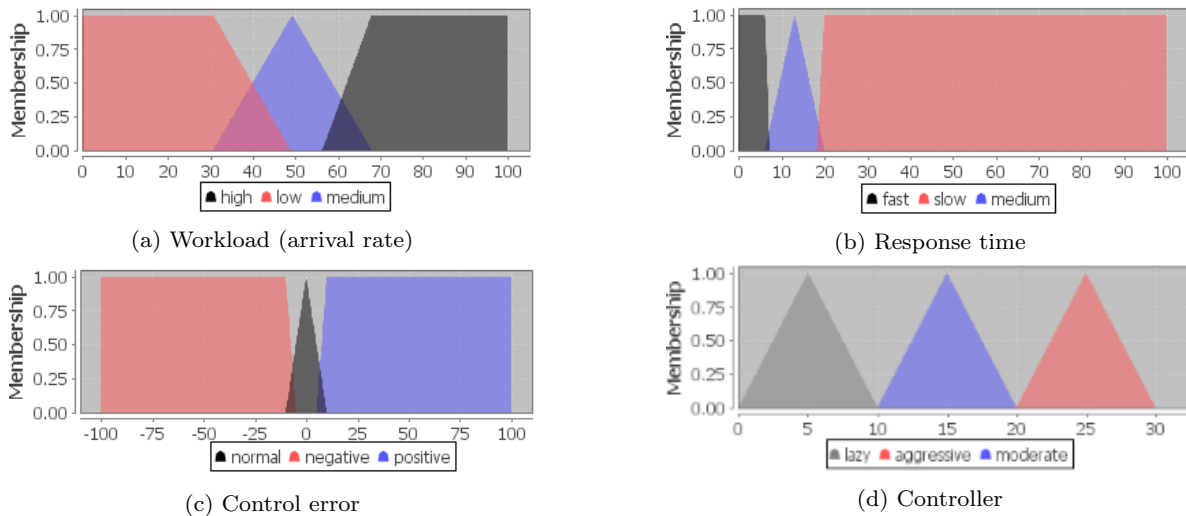 Membership
1.00
0.75
0.50
0.25
0.00
0 10 20 30 40 50 60 70 80 90 100
high low medium
(a) Workload (arrival rate)
Membership
1.00
0.75
0.50
0.25
0.00
0 10 20 30 40 50 60 70 80 90 100
fast slow medium
(b) Response time
Membership
1.00
0.75
0.50
0.25
0.00
-100 -75 -50 -25 0 25 50 75 100
normal negative positive
(c) Control error
Membership
1.00
0.75
0.50
0.25
0.00
0 5 10 15 20 25 30
lazy aggressive moderate
(d) Controller